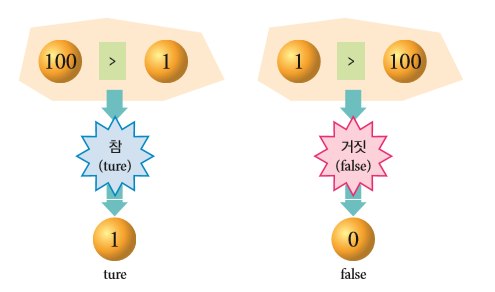 100 > 1
참
(ture)
1
ture
1 > 100
거짓
(false)
0
false